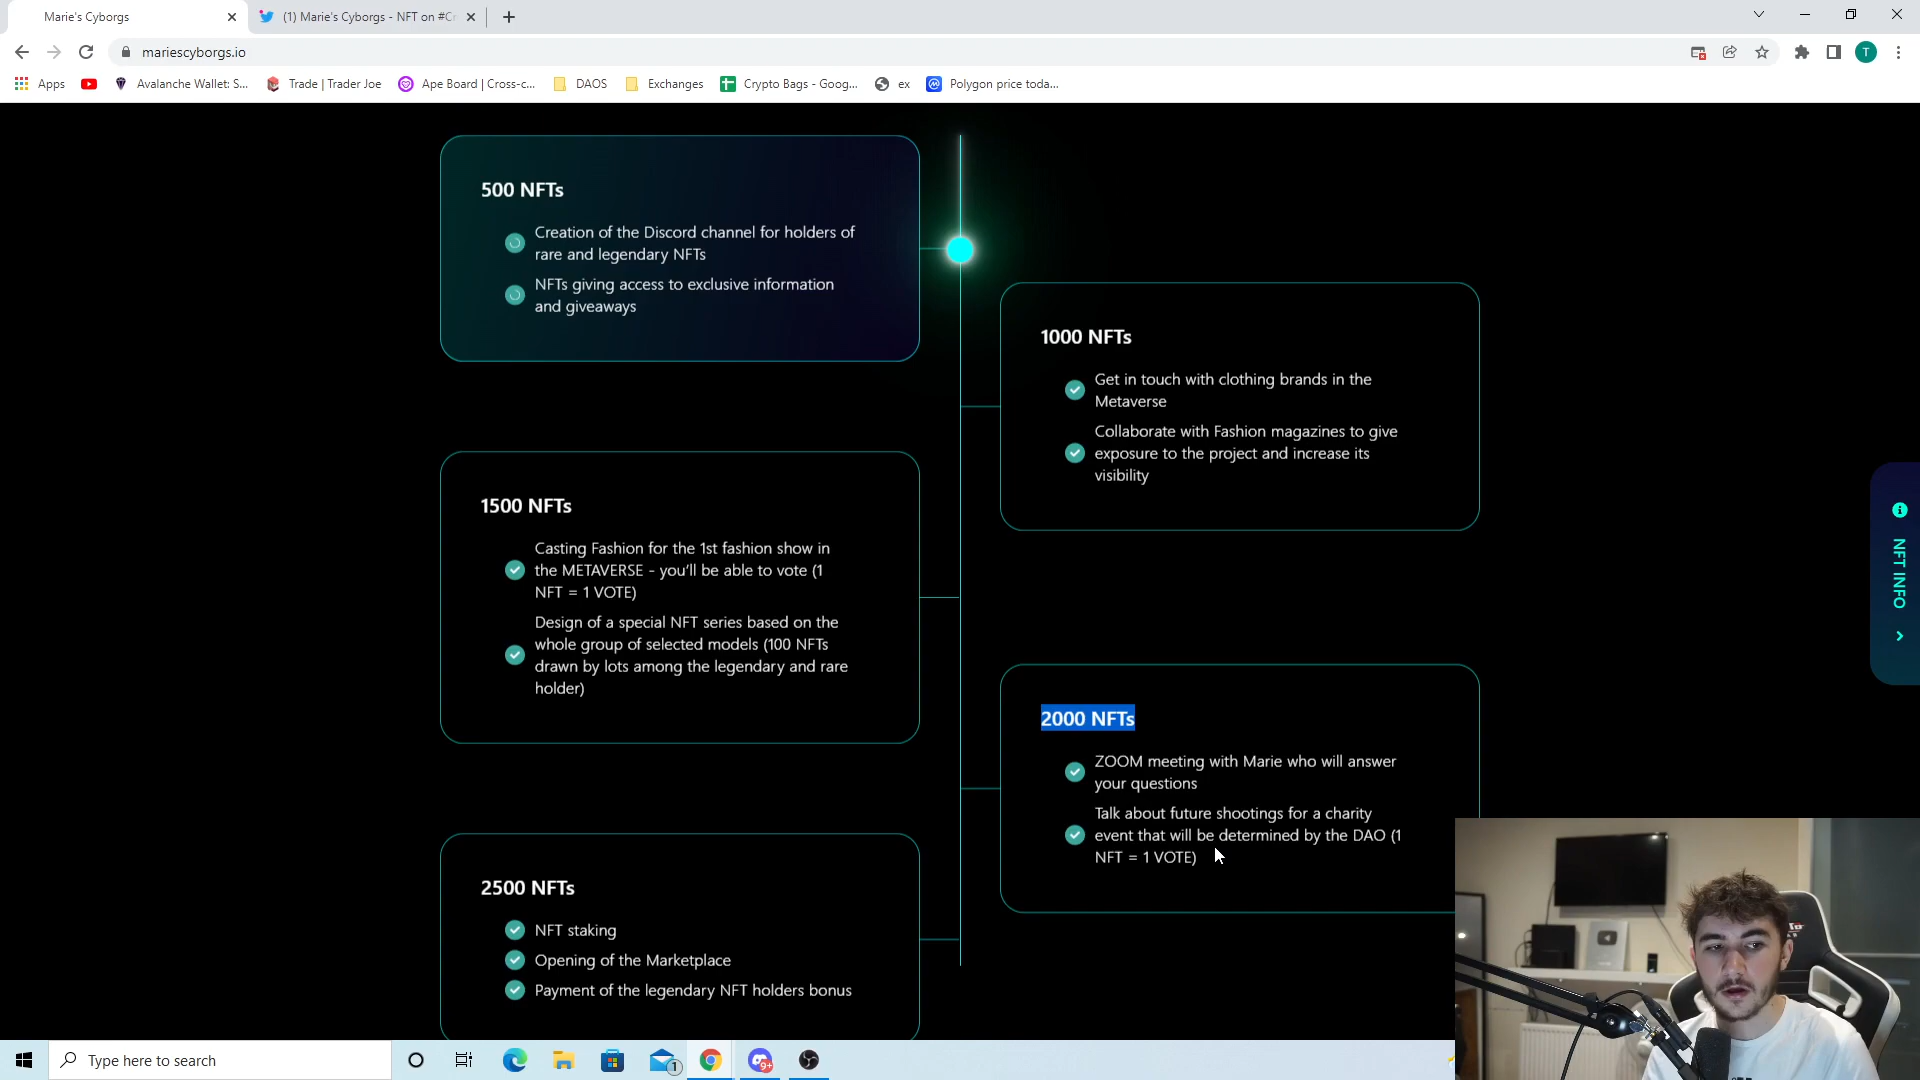 Marie's Cyborgs
(1) Marie's Cyborgs - NFT on #Cr
mariescyborgs.io
T
Apps
Avalanche Wallet: S...
Trade | Trader Joe
Ape Board | Cross-c...
DAOS
Exchanges
Crypto Bags - Goog...
ex
Polygon price toda...
500 NFTs
Creation of the Discord channel for holders of
rare and legendary NFTs
NFTs giving access to exclusive information
and giveaways
1000 NFTs
Get in touch with clothing brands in the
Metaverse
Collaborate with Fashion magazines to give
exposure to the project and increase its
visibility
1500 NFTs
Casting Fashion for the 1st fashion show in
the METAVERSE - you'll be able to vote (1
NFT = 1 VOTE)
Design of a special NFT series based on the
whole group of selected models (100 NFTs
drawn by lots among the legendary and rare
holder)
NFT INFO
2000 NFTs
ZOOM meeting with Marie who will answer
your questions
Talk about future shootings for a charity
event that will be determined by the DAO (1
NFT = 1 VOTE)
2500 NFTs
NFT staking
Opening of the Marketplace
Payment of the legendary NFT holders bonus
Type here to search
1
9+